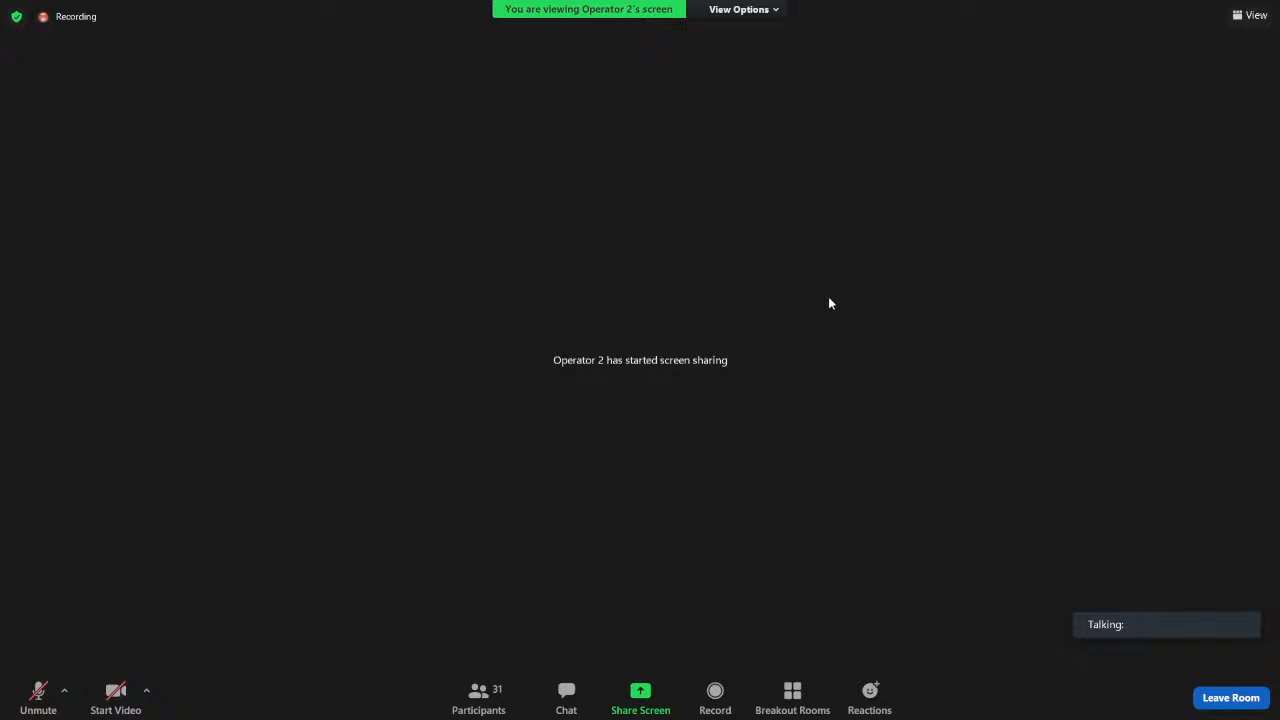 Recording
You are viewing Operator 2's screen
View Options
View
Operator 2 has started screen sharing
Talking:
Unmute
Start Video
31
Participants
Chat
Share Screen
Record
Breakout Rooms
Reactions
Leave Room